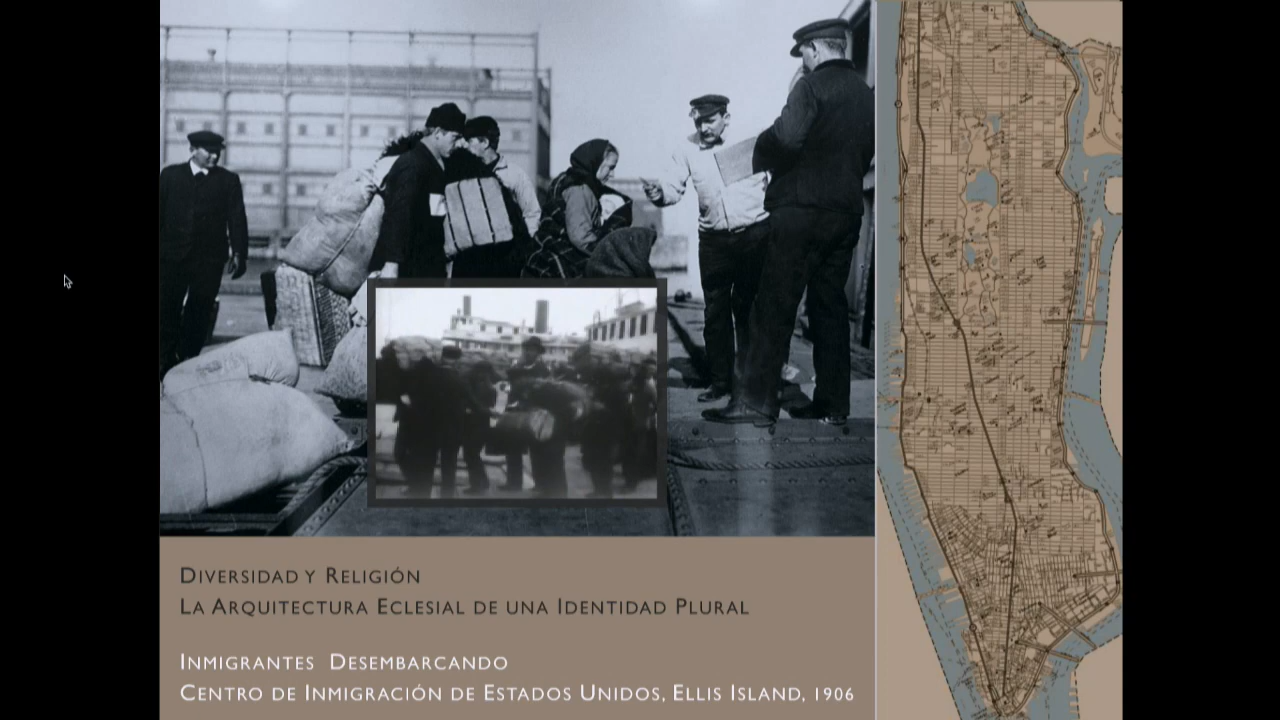 Diversidad y Religión
La Arquitectura Eclesial de una Identidad Plural
Inmigrantes Desembarcando
Centro de Inmigración de Estados Unidos, Ellis Island, 1906